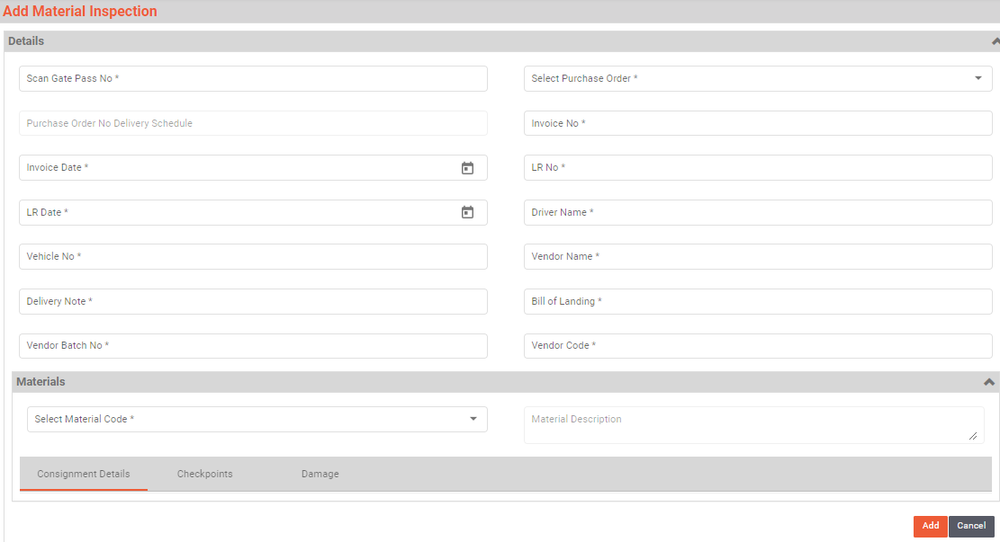 Add Material Inspection
Details
Scan Gate Pass No *
Select Purchase Order *
Purchase Order No Delivery Schedule
Invoice No *
Invoice Date *
LR No *
LR Date *
Driver Name *
Vehicle No *
Vendor Name *
Delivery Note *
Bill of Landing *
Vendor Batch No *
Vendor Code *
Materials
Select Material Code *
Material Description
Consignment Details Checkpoints Damage
Add Cancel